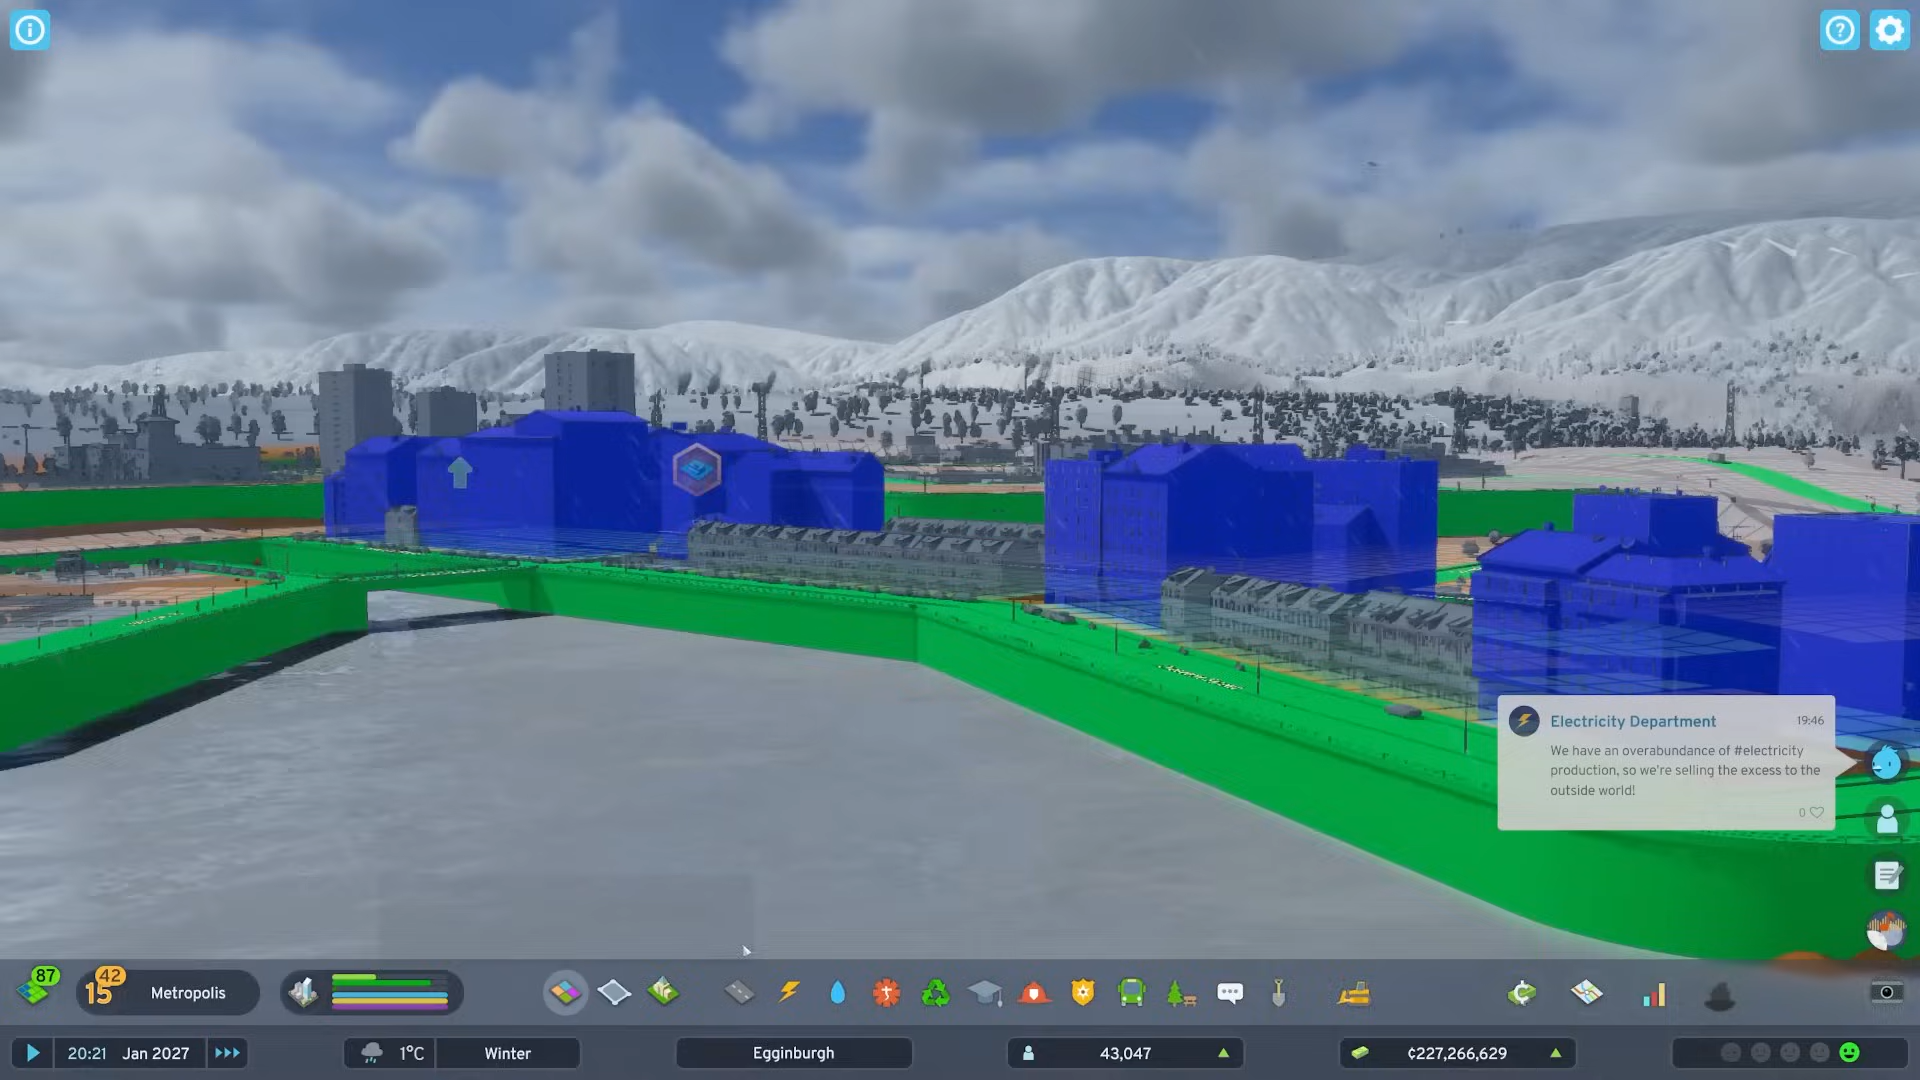 Electricity Department
19:46
We have an overabundance of #electricity
production, so we're selling the excess to the
outside world!
0
87
42
15
Metropolis
20:21
Jan 2027
1°C
Winter
Egginburgh
43,047
¢227,266,629